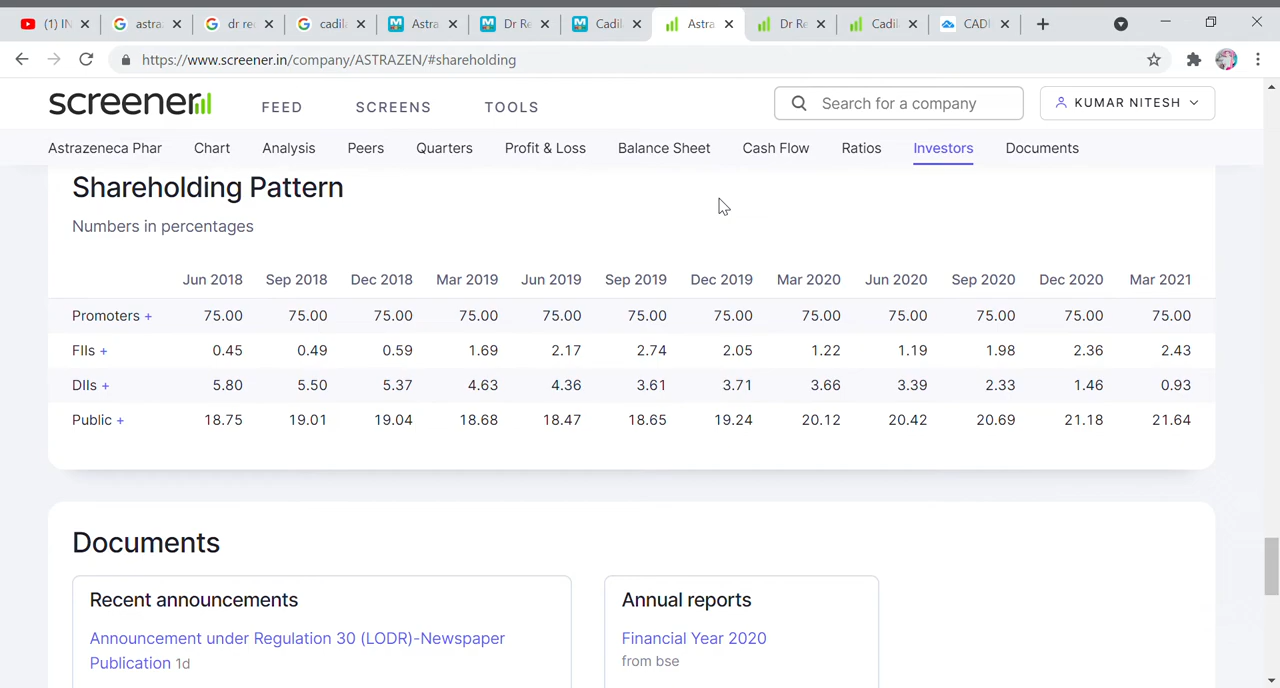 (1) IN
astra.
dr re
cadil
Astra
Dr Re
Cadil
Astra
Dr Re
Cadil
CADI
https://www.screener.in/company/ASTRAZEN/#shareholding
screener
FEED SCREENS TOOLS
Search for a company
KUMAR NITESH
Astrazeneca Phar Chart Analysis Peers Quarters Profit & Loss Balance Sheet Cash Flow Ratios Investors Documents
Shareholding Pattern
Numbers in percentages
Jun 2018 Sep 2018 Dec 2018 Mar 2019 Jun 2019 Sep 2019 Dec 2019 Mar 2020 Jun 2020 Sep 2020 Dec 2020 Mar 2021
Promoters + 75.00 75.00 75.00 75.00 75.00 75.00 75.00 75.00 75.00 75.00 75.00 75.00
FIIs + 0.45 0.49 0.59 1.69 2.17 2.74 2.05 1.22 1.19 1.98 2.36 2.43
DIIs + 5.80 5.50 5.37 4.63 4.36 3.61 3.71 3.66 3.39 2.33 1.46 0.93
Public + 18.75 19.01 19.04 18.68 18.47 18.65 19.24 20.12 20.42 20.69 21.18 21.64
Documents
Recent announcements
Announcement under Regulation 30 (LODR)-Newspaper
Publication 1d
Annual reports
Financial Year 2020
from bse